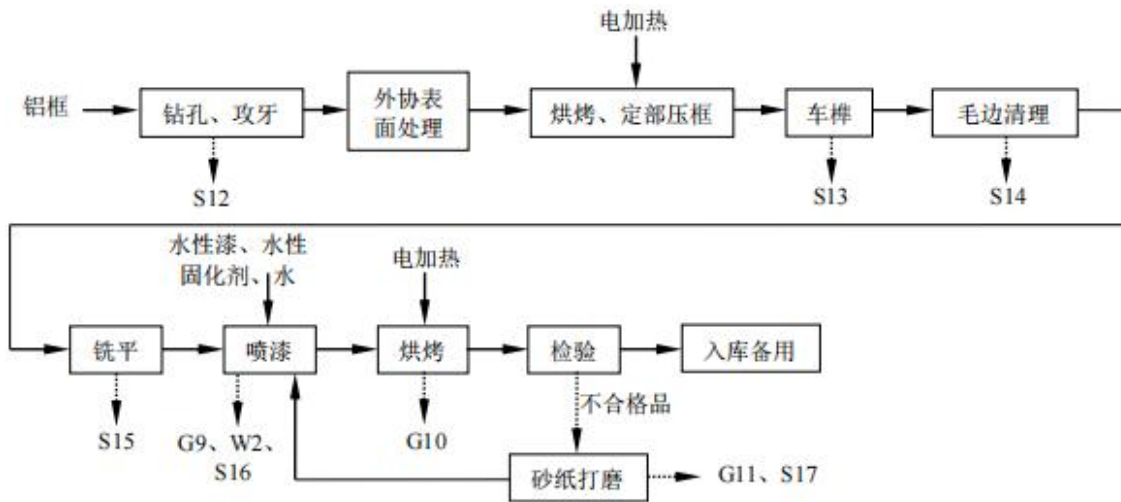 电加热
铝框
钻孔、攻牙
外协表
面处理
烘烤、定部压框
车榫
毛边清理
S12
S13
S14
水性漆、水性
固化剂、水
电加热
铣平
喷漆
烘烤
检验
入库备用
S15
G9、W2、
S16
G10
不合格品
砂纸打磨
G11、S17